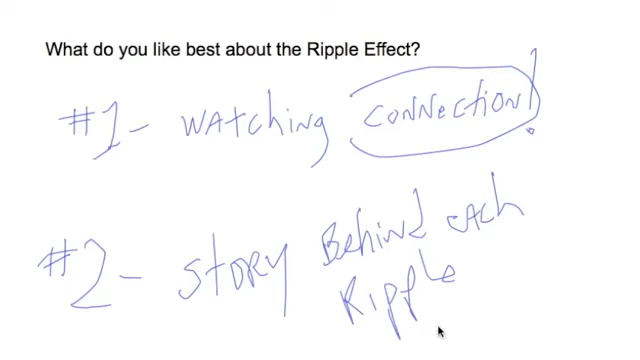 What do you like best about the Ripple Effect?
#1- WAtching CONNection!
#2- StoRy Behind eAch
Ripple